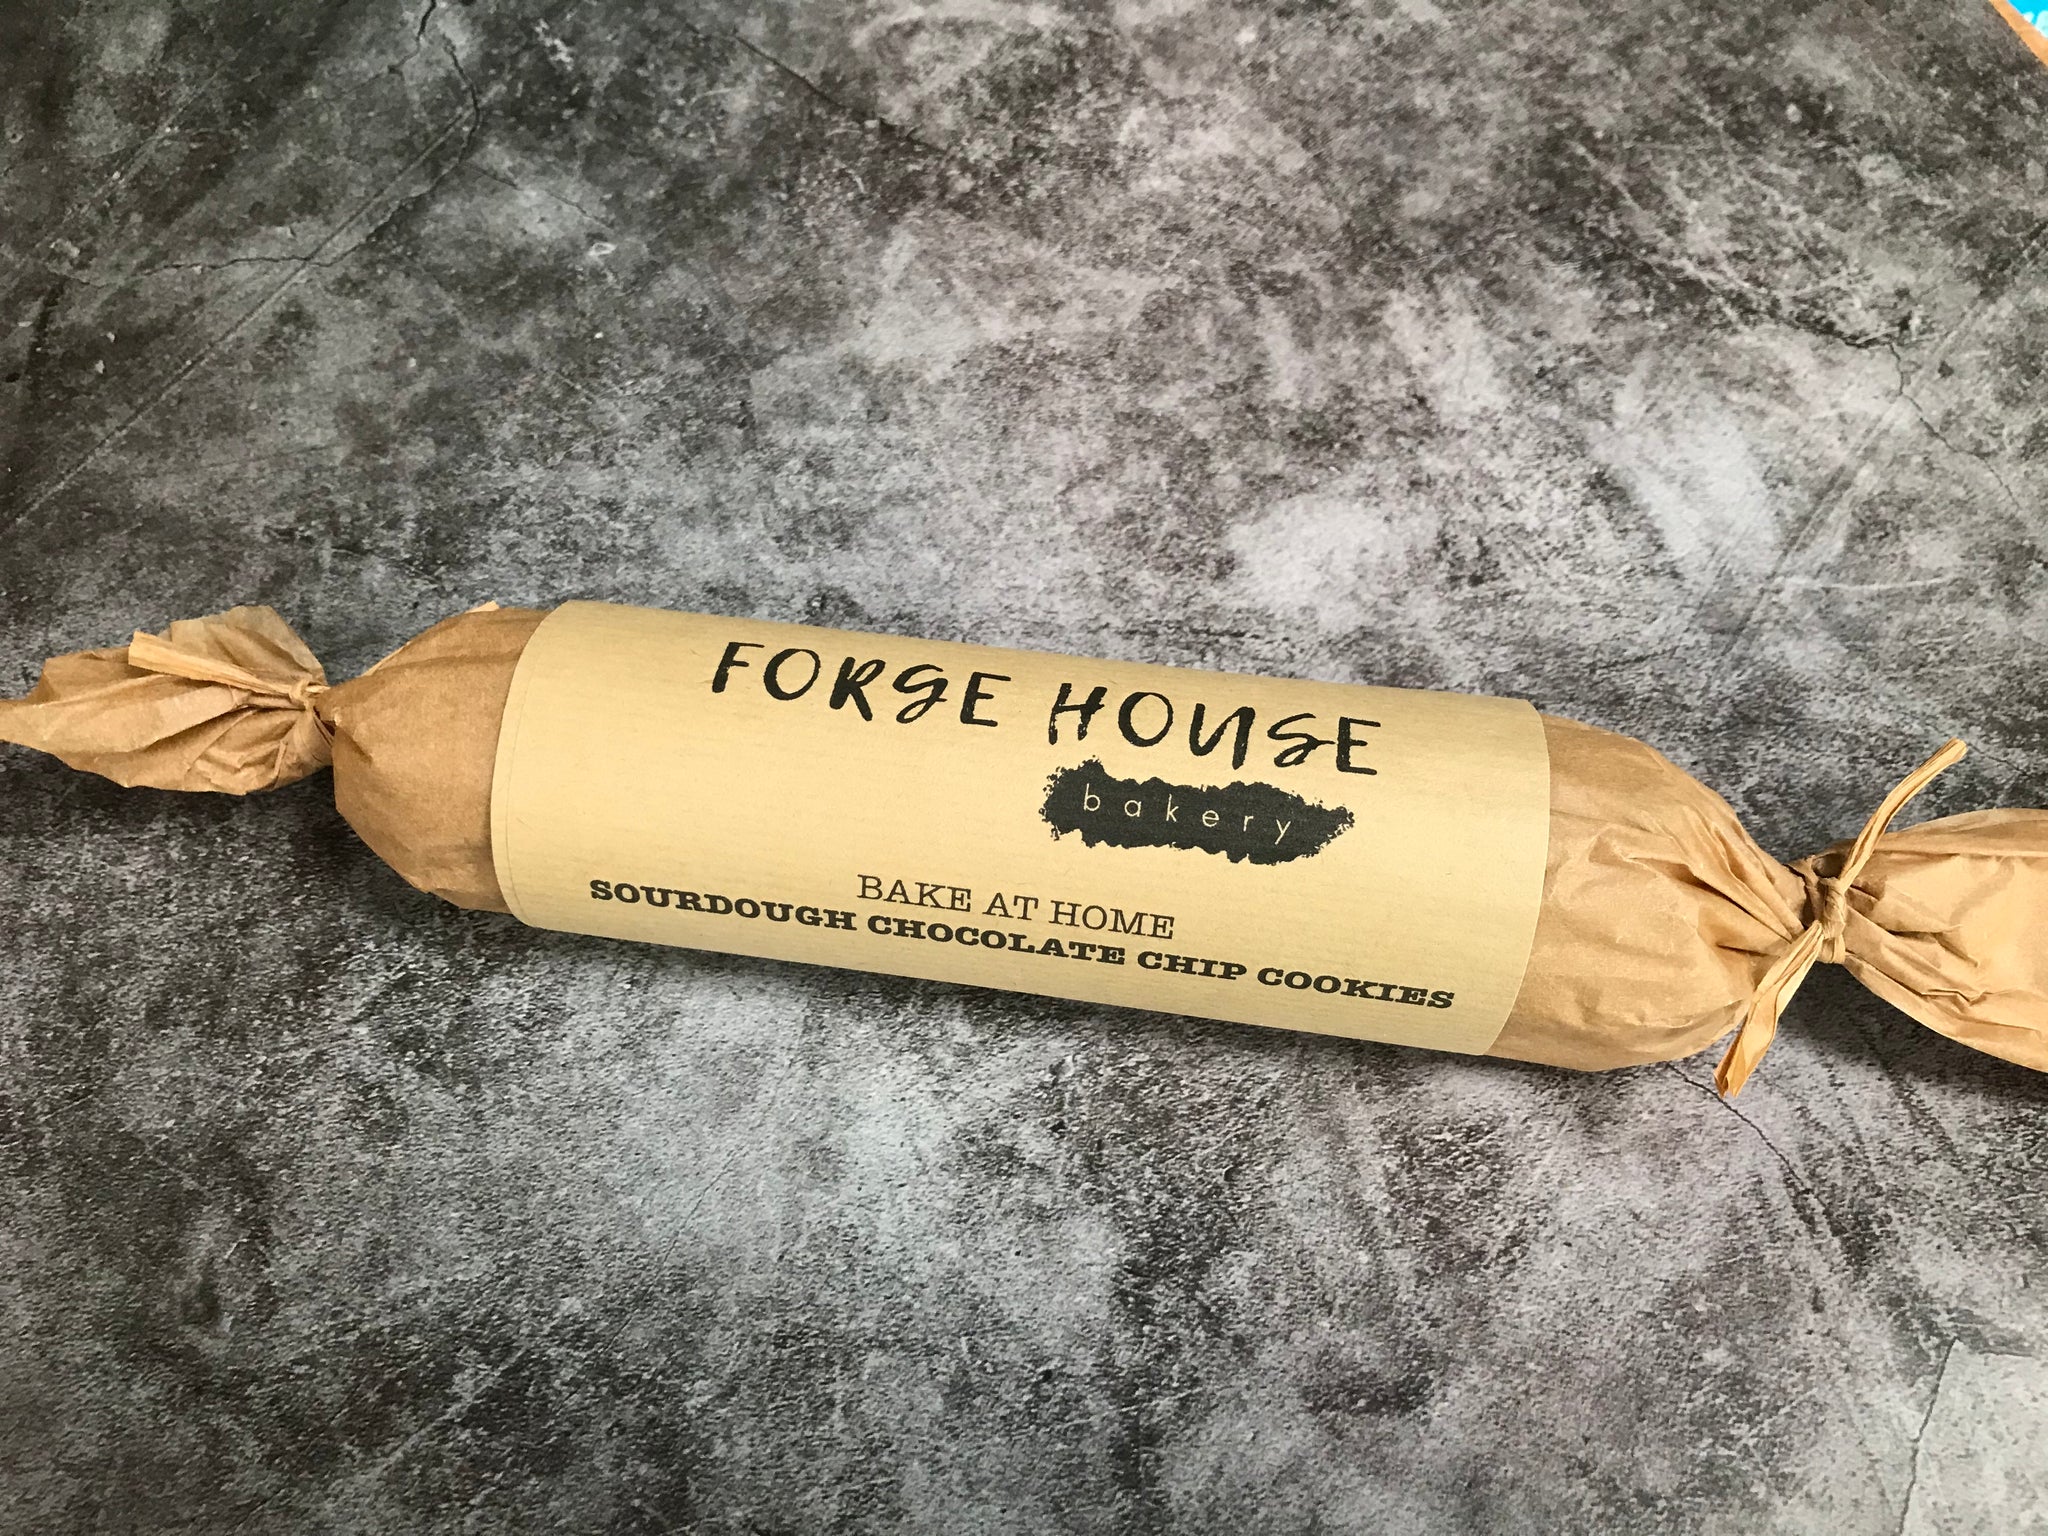 FORGE HOUSE
bakery
BAKE AT HOME
SOURDOUGH CHOCOLATE CHIP COOKIES